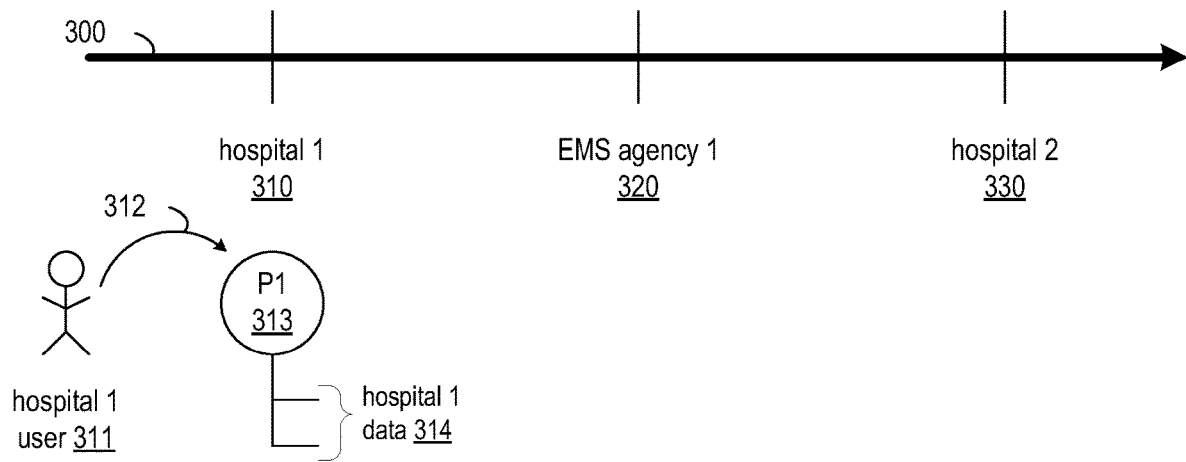 300
hospital 1
310
EMS agency 1
320
hospital 2
330
312
P1
313
hospital 1
user 311
hospital 1
data 314